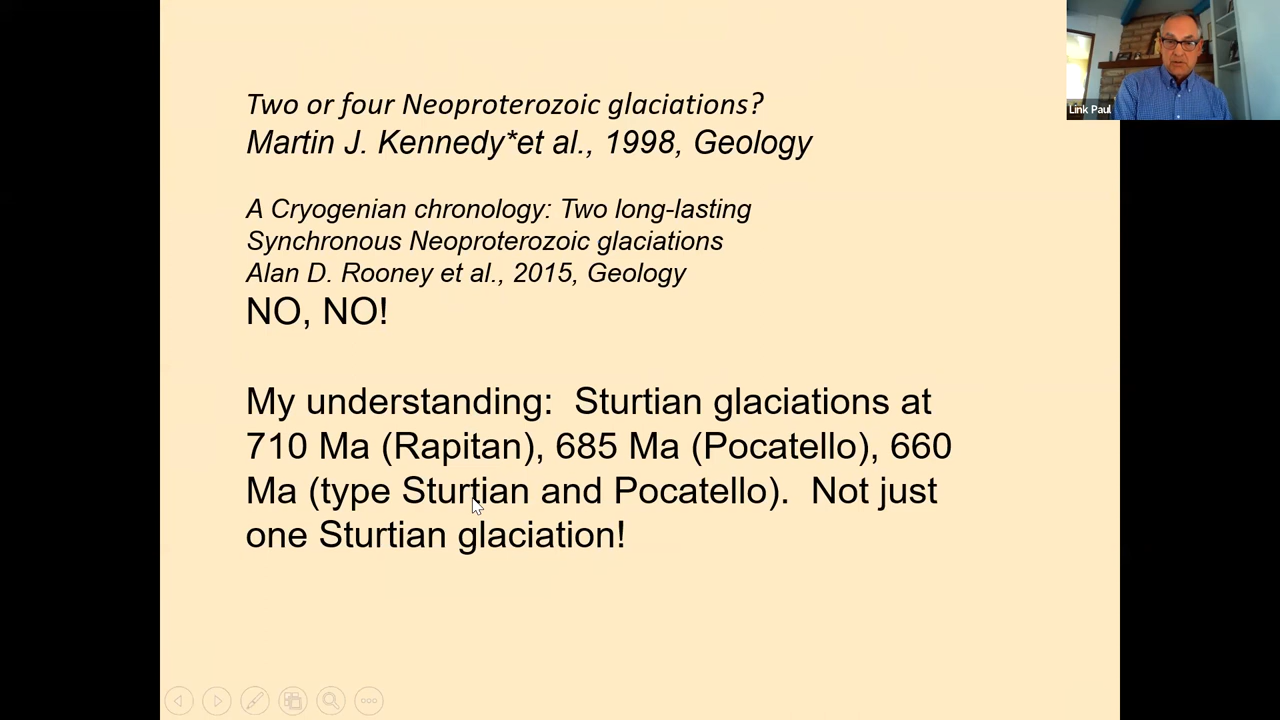 Two or four Neoproterozoic glaciations?
Martin J. Kennedy*et al., 1998, Geology
A Cryogenian chronology: Two long-lasting
Synchronous Neoproterozoic glaciations
Alan D. Rooney et al., 2015, Geology
NO, NO!
My understanding:  Sturtian glaciations at
710 Ma (Rapitan), 685 Ma (Pocatello), 660
Ma (type Sturtian and Pocatello).  Not just
one Sturtian glaciation!
Link Paul